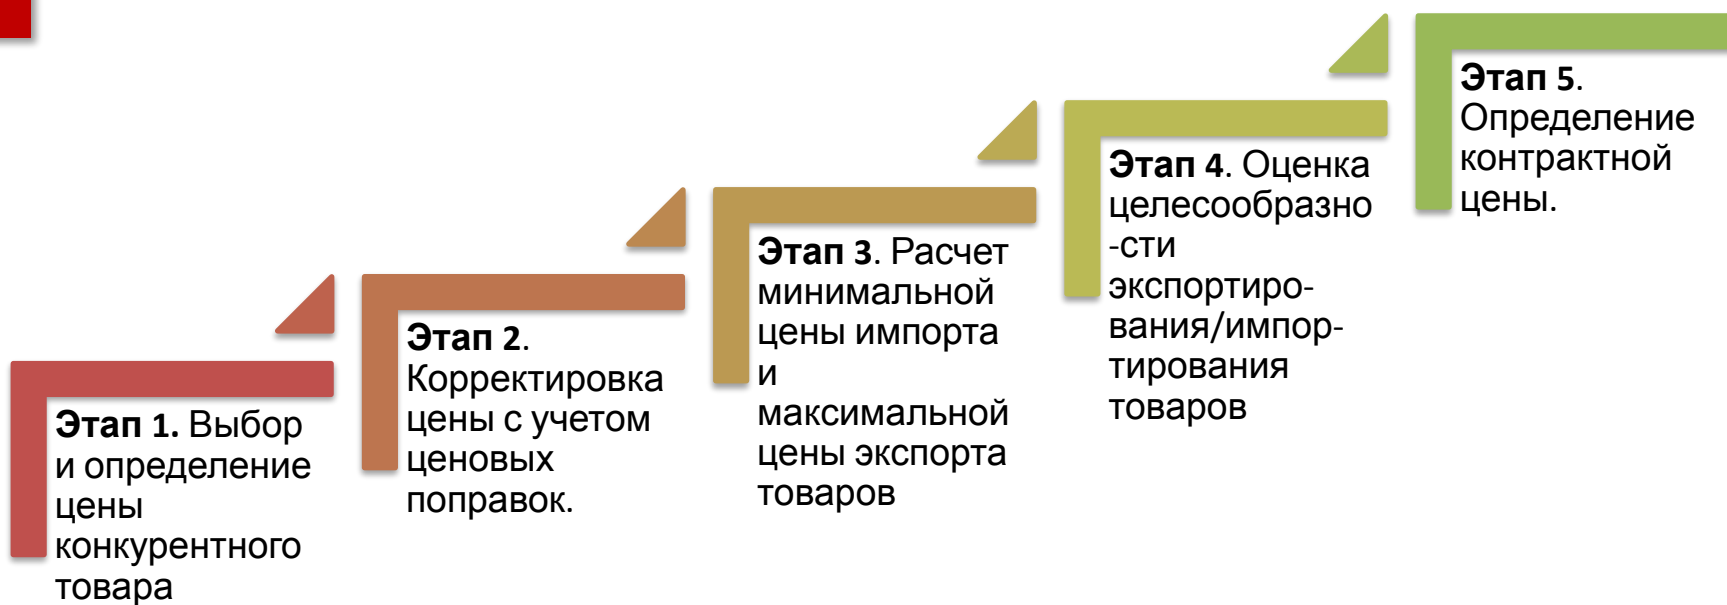 Этап 1. Выбор
и определение
цены
конкурентного
товара
Этап 2.
Корректировка
цены с учетом
ценовых
поправок.
Этап 3. Расчет
минимальной
цены импорта
и
максимальной
цены экспорта
товаров
Этап 4. Оценка
целесообразно
-сти
экспортиро-
вания/импор-
тирования
товаров
Этап 5.
Определение
контрактной
цены.